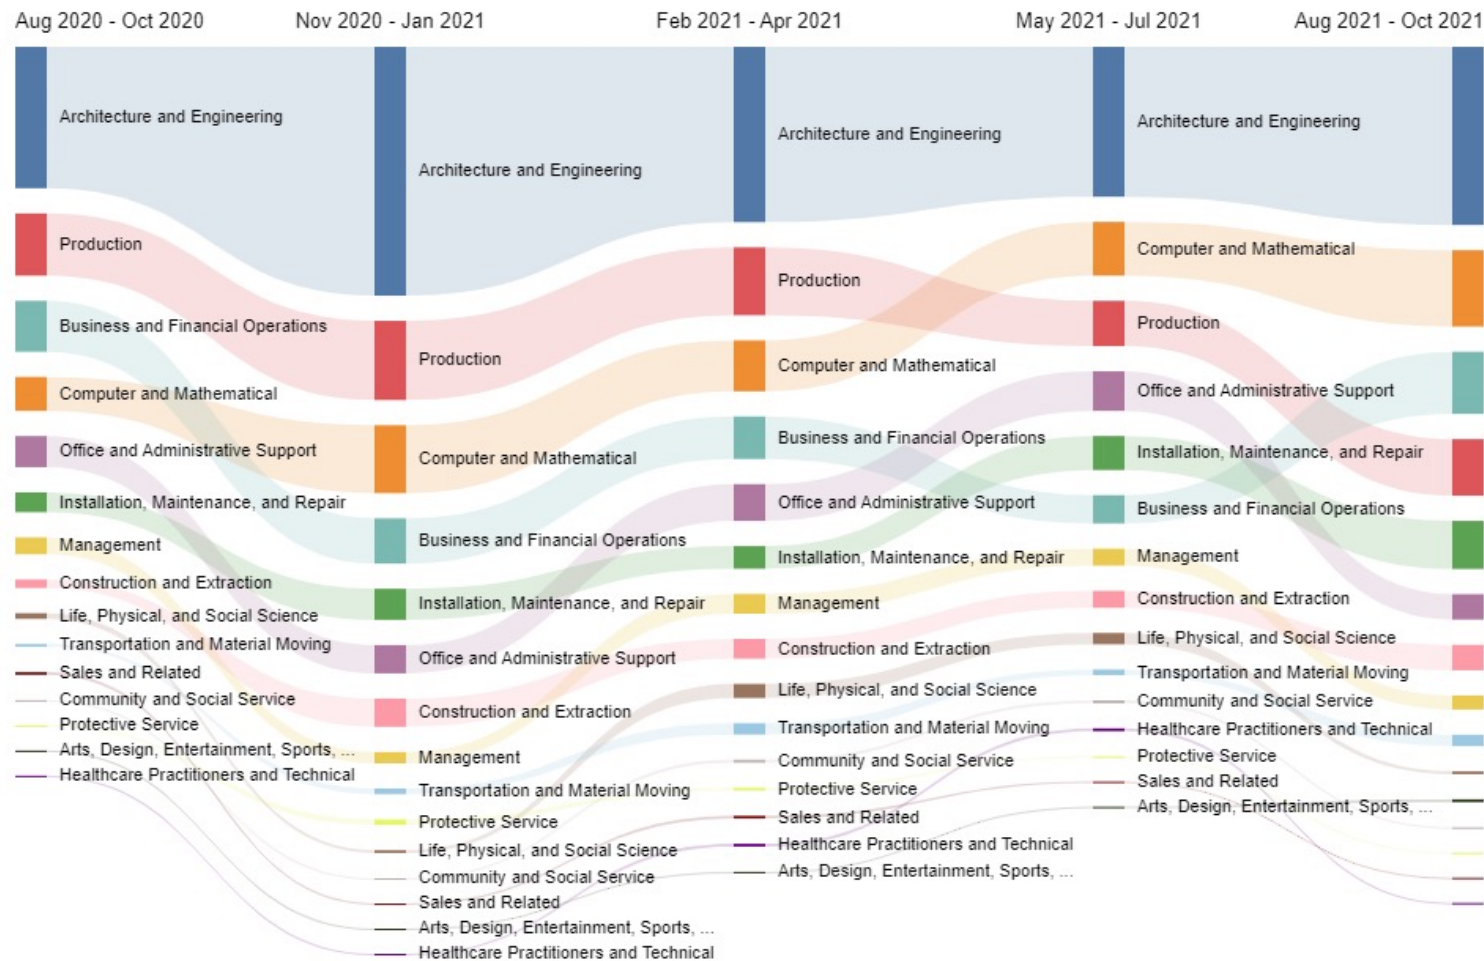 Aug 2020 - Oct 2020
Nov 2020 - Jan 2021
Feb 2021 - Apr 2021
May 2021 - Jul 2021
Aug 2021 - Oct 2021
Architecture and Engineering
Production
Business and Financial Operations
Computer and Mathematical
Office and Administrative Support
Installation, Maintenance, and Repair
Management
Construction and Extraction
Life, Physical, and Social Science
Transportation and Material Moving
Sales and Related
Community and Social Service
Protective Service
Arts, Design, Entertainment, Sports, ...
Healthcare Practitioners and Technical
Architecture and Engineering
Production
Computer and Mathematical
Business and Financial Operations
Installation, Maintenance, and Repair
Office and Administrative Support
Construction and Extraction
Management
Transportation and Material Moving
Protective Service
Life, Physical, and Social Science
Community and Social Service
Sales and Related
Arts, Design, Entertainment, Sports, ...
Healthcare Practitioners and Technical
Architecture and Engineering
Production
Computer and Mathematical
Business and Financial Operations
Office and Administrative Support
Installation, Maintenance, and Repair
Management
Construction and Extraction
Life, Physical, and Social Science
Transportation and Material Moving
Community and Social Service
Protective Service
Sales and Related
Healthcare Practitioners and Technical
Arts, Design, Entertainment, Sports, ...
Architecture and Engineering
Computer and Mathematical
Production
Office and Administrative Support
Installation, Maintenance, and Repair
Business and Financial Operations
Management
Construction and Extraction
Life, Physical, and Social Science
Transportation and Material Moving
Community and Social Service
Healthcare Practitioners and Technical
Protective Service
Sales and Related
Arts, Design, Entertainment, Sports, ...